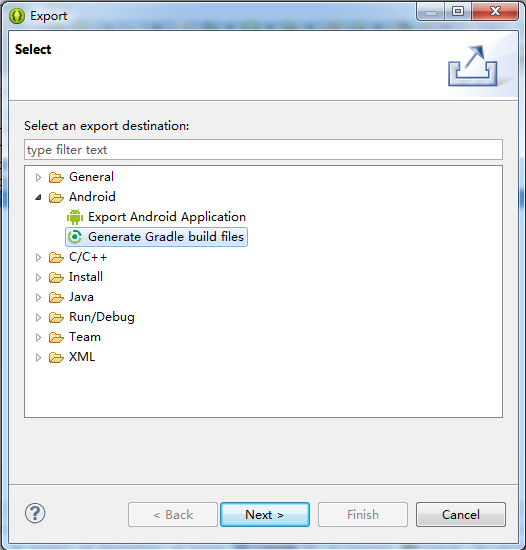 Export
Select
Select an export destination:
type filter text
General
Android
Export Android Application
Generate Gradle build files
C/C++
Install
Java
Run/Debug
Team
XML
?
< Back
Next >
Finish
Cancel